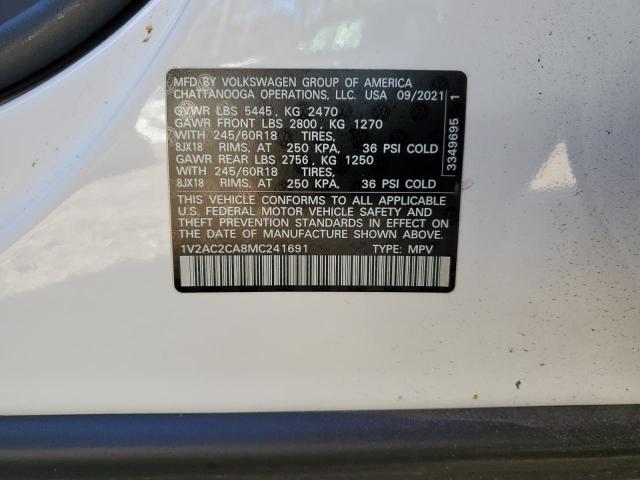 MFD BY VOLKSWAGEN GROUP OF AMERICA
CHATTANOOGA OPERATIONS, LLC. USA 09/2021
GVWR LBS 5445, KG 2470
GAWR FRONT LBS 2800, KG 1270
WITH 245/60R18 TIRES,
8JX18 RIMS, AT 250 KPA, 36 PSI COLD
GAWR REAR LBS 2756, KG 1250
WITH 245/60R18 TIRES,
8JX18 RIMS, AT 250 KPA, 36 PSI COLD
THIS VEHICLE CONFORMS TO ALL APPLICABLE
U.S. FEDERAL MOTOR VEHICLE SAFETY AND
THEFT PREVENTION STANDARDS IN EFFECT ON
THE DATE OF MANUFACTURE SHOWN ABOVE.
1V2AC2CA8MC241691 TYPE: MPV
3349695 1